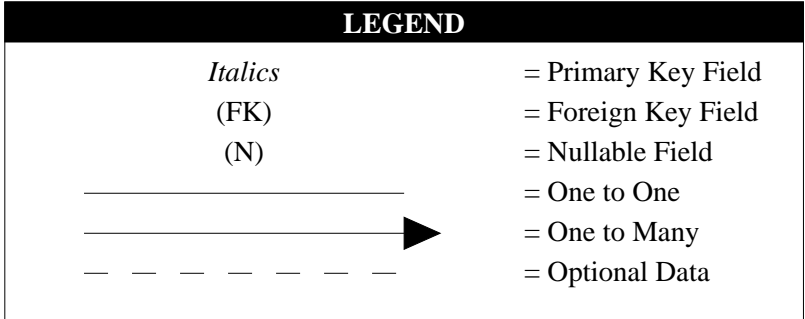 LEGEND
Italics = Primary Key Field
(FK) = Foreign Key Field
(N) = Nullable Field
= One to One
= One to Many
= Optional Data